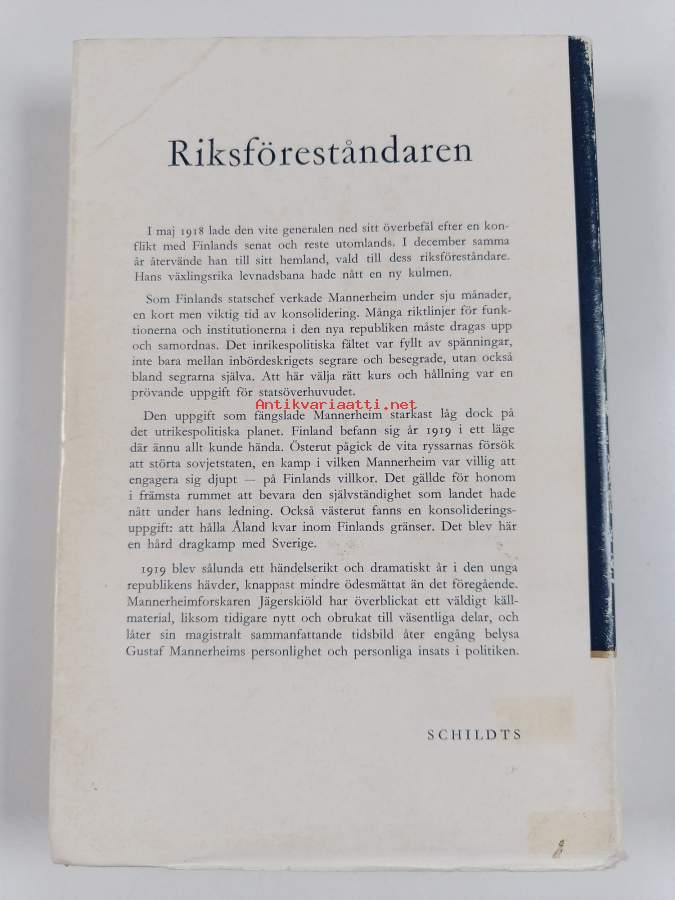 Riksföreståndaren
I maj 1918 lade den vite generalen ned sitt överbefäl efter en kon-
flikt med Finlands senat och reste utomlands. I december samma
år återvände han till sitt hemland, vald till dess riksföreståndare.
Hans växlingsrika levnadsbana hade nått en ny kulmen.
Som Finlands statschef verkade Mannerheim under sju månader,
en kort men viktig tid av konsolidering. Många riktlinjer för funk-
tionerna och institutionerna i den nya republiken måste dragas upp
och samordnas. Det inrikespolitiska fältet var fyllt av spänningar,
inte bara mellan inbördeskrigets segrare och besegrade, utan också
bland segrarna själva. Att här välja rätt kurs och hållning var en
prövande uppgift för statsöverhuvudet.
Antikvariaatti.net
Den uppgift som fängslade Mannerheim starkast låg dock på
det utrikespolitiska planet. Finland befann sig år 1919 i ett läge
där ännu allt kunde hända. Österut pågick de vita ryssarnas försök
att störta sovjetstaten, en kamp i vilken Mannerheim var villig att
engagera sig djupt — på Finlands villkor. Det gällde för honom
i främsta rummet att bevara den självständighet som landet hade
nått under hans ledning. Också västerut fanns en konsoliderings-
uppgift: att hålla Åland kvar inom Finlands gränser. Det blev här
en hård dragkamp med Sverige.
1919 blev sålunda ett händelserikt och dramatiskt år i den unga
republikens hävder, knappast mindre ödesmättat än det föregående.
Mannerheimforskaren Jägerskiöld har överblickat ett väldigt käll-
material, liksom tidigare nytt och obrukat till väsentliga delar, och
låter sin magistralt sammanfattande tidsbild åter engång belysa
Gustaf Mannerheims personlighet och personliga insats i politiken.
SCHILDTS